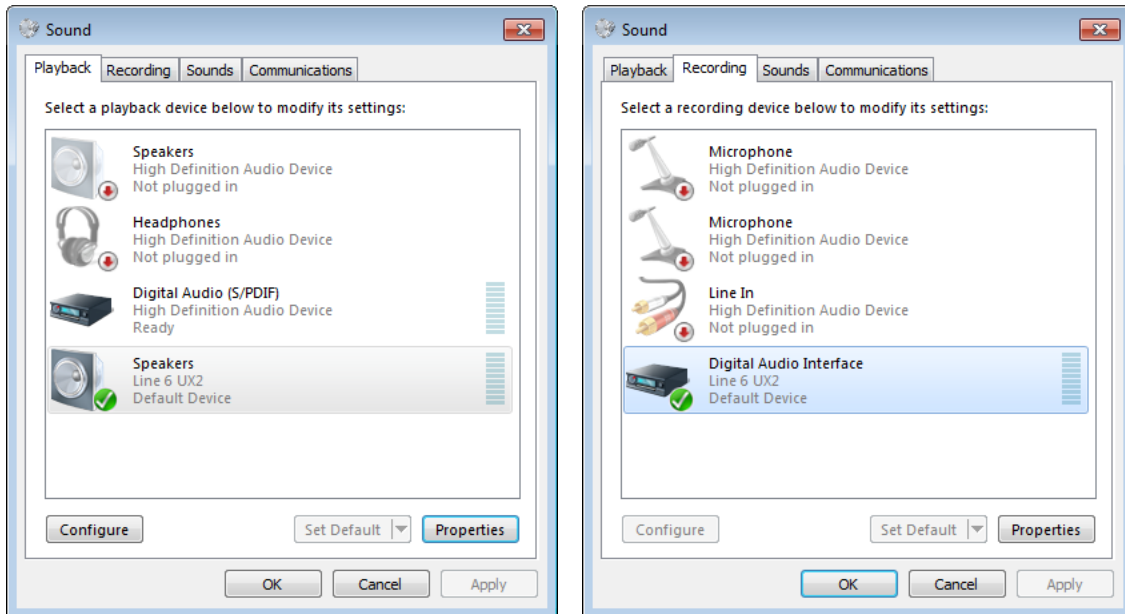 Sound
Playback Recording Sounds Communications
Select a playback device below to modify its settings:
Speakers
High Definition Audio Device
Not plugged in
Headphones
High Definition Audio Device
Not plugged in
Digital Audio (S/PDIF)
High Definition Audio Device
Ready
Speakers
Line 6 UX2
Default Device
Configure Set Default Properties
OK Cancel Apply
Sound
Playback Recording Sounds Communications
Select a recording device below to modify its settings:
Microphone
High Definition Audio Device
Not plugged in
Microphone
High Definition Audio Device
Not plugged in
Line In
High Definition Audio Device
Not plugged in
Digital Audio Interface
Line 6 UX2
Default Device
Configure Set Default Properties
OK Cancel Apply